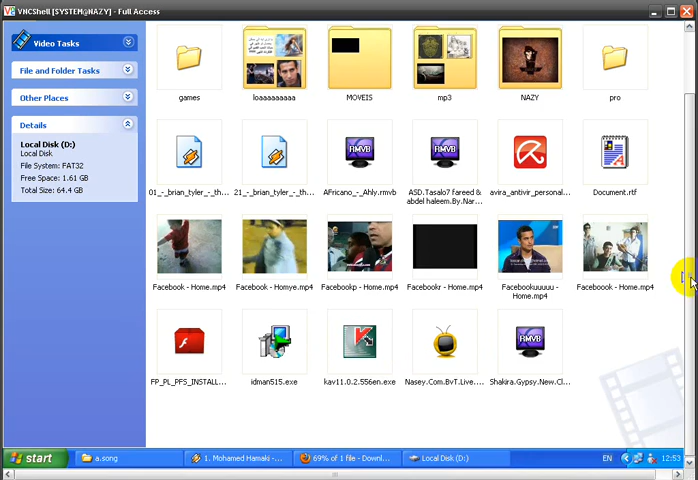 VNCShell [SYSTEM@NAZY] - Full Access
Video Tasks
File and Folder Tasks
Other Places
Details
Local Disk (D:)
Local Disk
File System: FAT32
Free Space: 1.61 GB
Total Size: 64.4 GB
games
loaaaaaaaaa
MOVEIS
mp3
NAZY
pro
01_-_brian_tyler_-_th...
21_-_brian_tyler_-_th...
AFricano_-_Ahly.rmvb
ASD.Tasalo7 fareed &
abdel haleem.By.Nar...
avira_antivir_personal...
Document.rtf
Facebook - Home.mp4
Facebook - Homye.mp4
Facebookp - Home.mp4
Facebookr - Home.mp4
Facebookuuuuu -
Home.mp4
Faceboook - Home.mp4
FP_PL_PFS_INSTALL...
idman515.exe
kav11.0.2.556en.exe
Nasey.Com.BvT.Live....
Shakira.Gypsy.New.Cl...
RMVB
RMVB
RMVB
start
a.song
1. Mohamed Hamaki -...
69% of 1 file - Downl...
Local Disk (D:)
EN
12:53